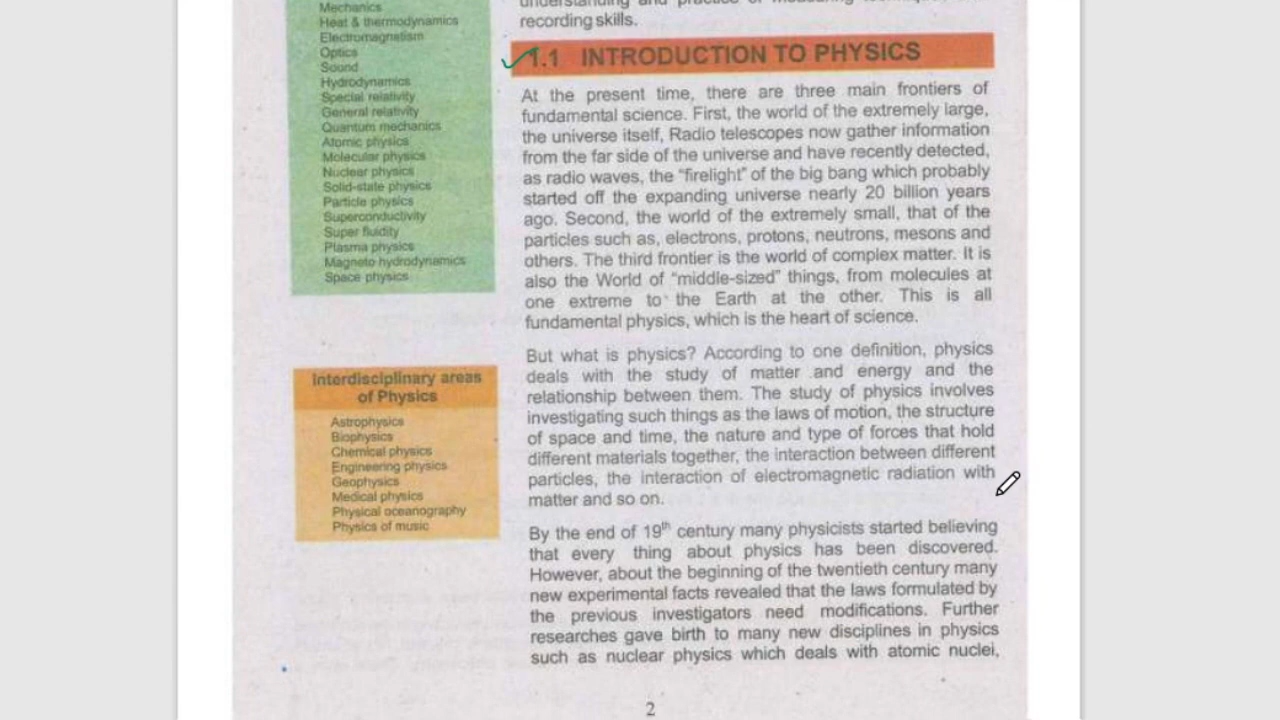 Mechanics
Heat & thermodynamics
Electromagnetism
Optics
Sound
Hydrodynamics
Special relativity
General relativity
Quantum mechanics
Atomic physics
Molecular physics
Nuclear physics
Solid-state physics
Particle physics
Superconductivity
Super fluidity
Plasma physics
Magneto hydrodynamics
Space physics
Interdisciplinary areas
of Physics
Astrophysics
Biophysics
Chemical physics
Engineering physics
Geophysics
Medical physics
Physical oceanography
Physics of music
understanding and practice of measuring
recording skills.
1.1 INTRODUCTION TO PHYSICS
At the present time, there are three main frontiers of
fundamental science. First, the world of the extremely large,
the universe itself, Radio telescopes now gather information
from the far side of the universe and have recently detected,
as radio waves, the “firelight” of the big bang which probably
started off the expanding universe nearly 20 billion years
ago. Second, the world of the extremely small, that of the
particles such as, electrons, protons, neutrons, mesons and
others. The third frontier is the world of complex matter. It is
also the World of “middle-sized” things, from molecules at
one extreme to the Earth at the other. This is all
fundamental physics, which is the heart of science.
But what is physics? According to one definition, physics
deals with the study of matter and energy and the
relationship between them. The study of physics involves
investigating such things as the laws of motion, the structure
of space and time, the nature and type of forces that hold
different materials together, the interaction between different
particles, the interaction of electromagnetic radiation with
matter and so on.
By the end of 19th century many physicists started believing
that every thing about physics has been discovered.
However, about the beginning of the twentieth century many
new experimental facts revealed that the laws formulated by
the previous investigators need modifications. Further
researches gave birth to many new disciplines in physics
such as nuclear physics which deals with atomic nuclei,
2